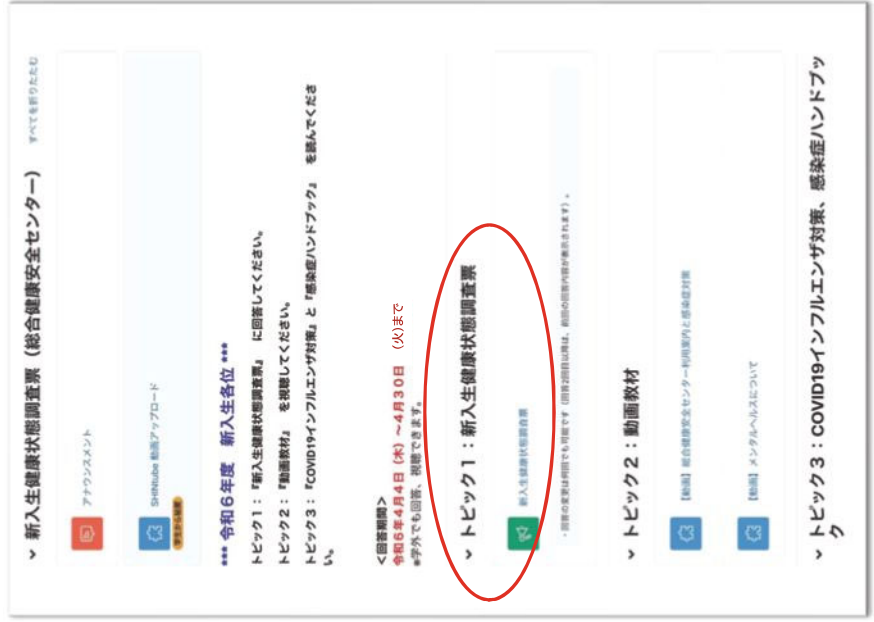 新入生健康状態調査票（総合健康安全センター）
すべてを折りたたむ
アナウンスメント
SHINtube 動画アップロード
学生から秘匿
*** 令和6年度　新入生各位 ***
トピック1：『新入生健康状態調査票』　に回答してください。
トピック2：『動画教材』　を視聴してください。
トピック3：『COVID19インフルエンザ対策』と『感染症ハンドブック』　を読んでくださ
い。
＜回答期間＞
令和6年4月4日（木）～4月30日（火）まで
※学外でも回答、視聴できます。
トピック1：新入生健康状態調査票
新入生健康状態調査票
・回答の変更は何回でも可能です（回答2回目以降は、前回の回答内容が表示されます）。
トピック2：動画教材
【動画】総合健康安全センター利用案内と感染症対策
【動画】メンタルヘルスについて
トピック3：COVID19インフルエンザ対策、感染症ハンドブッ
ク